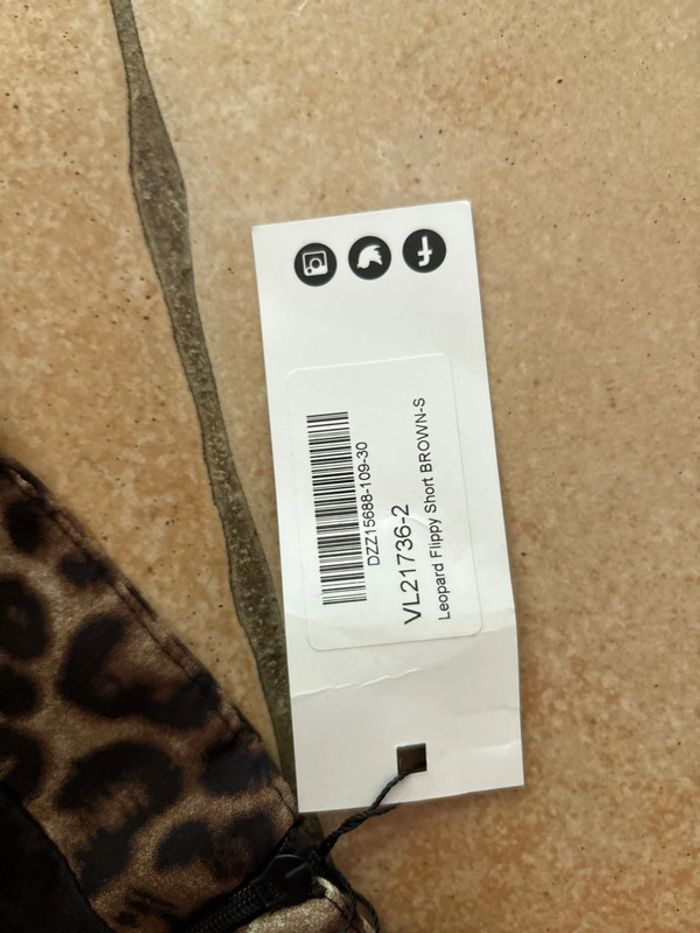 DZZ15688-109-30
VL21736-2
Leopard Flippy Short BROWN-S